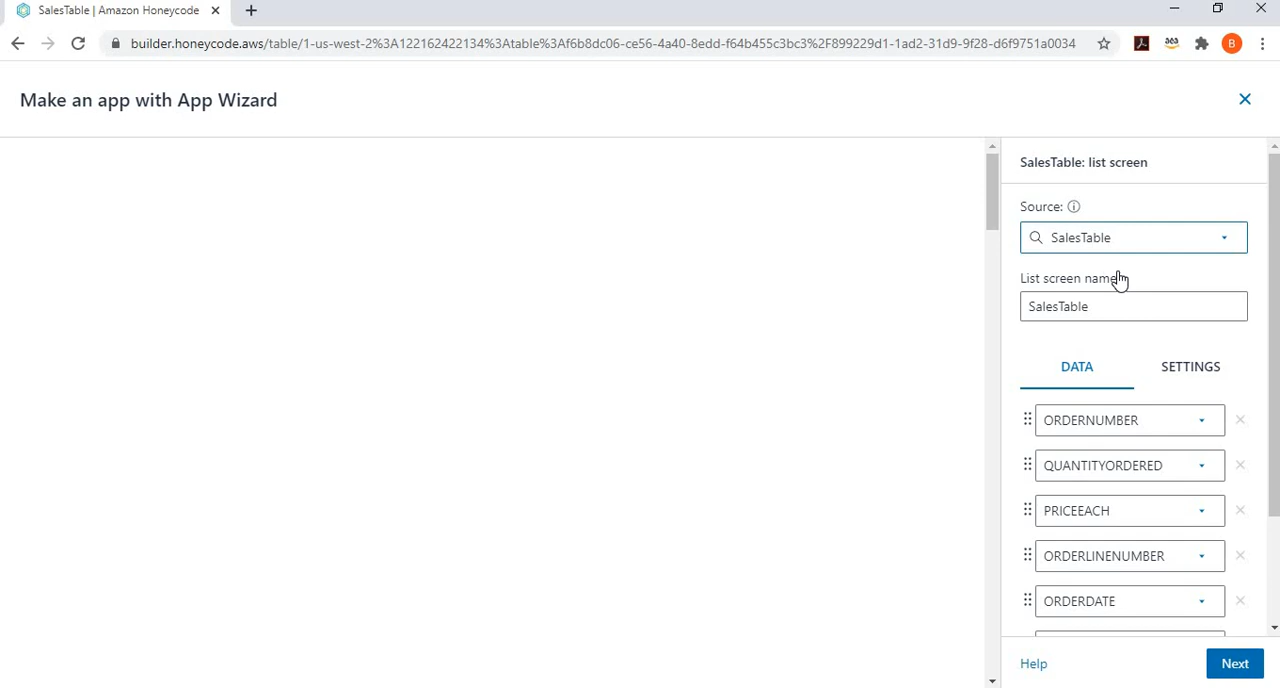 SalesTable | Amazon Honeycode
builder.honeycode.aws/table/1-us-west-2%3A122162422134%3Atable%3Af6b8dc06-ce56-4a40-8edd-f64b455c3bc3%2F899229d1-1ad2-31d9-9f28-d6f9751a0034
B
Make an app with App Wizard
SalesTable: list screen
Source:
SalesTable
List screen name
SalesTable
DATA SETTINGS
ORDERNUMBER
QUANTITYORDERED
PRICEEACH
ORDERLINENUMBER
ORDERDATE
Help Next